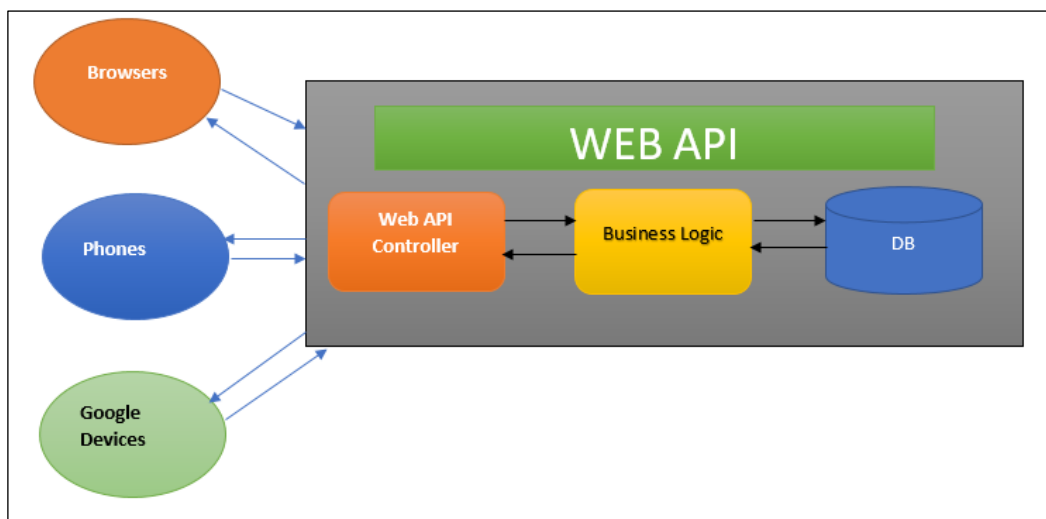 Browsers
WEB API
Web API
Controller
Business Logic
DB
Phones
Google
Devices